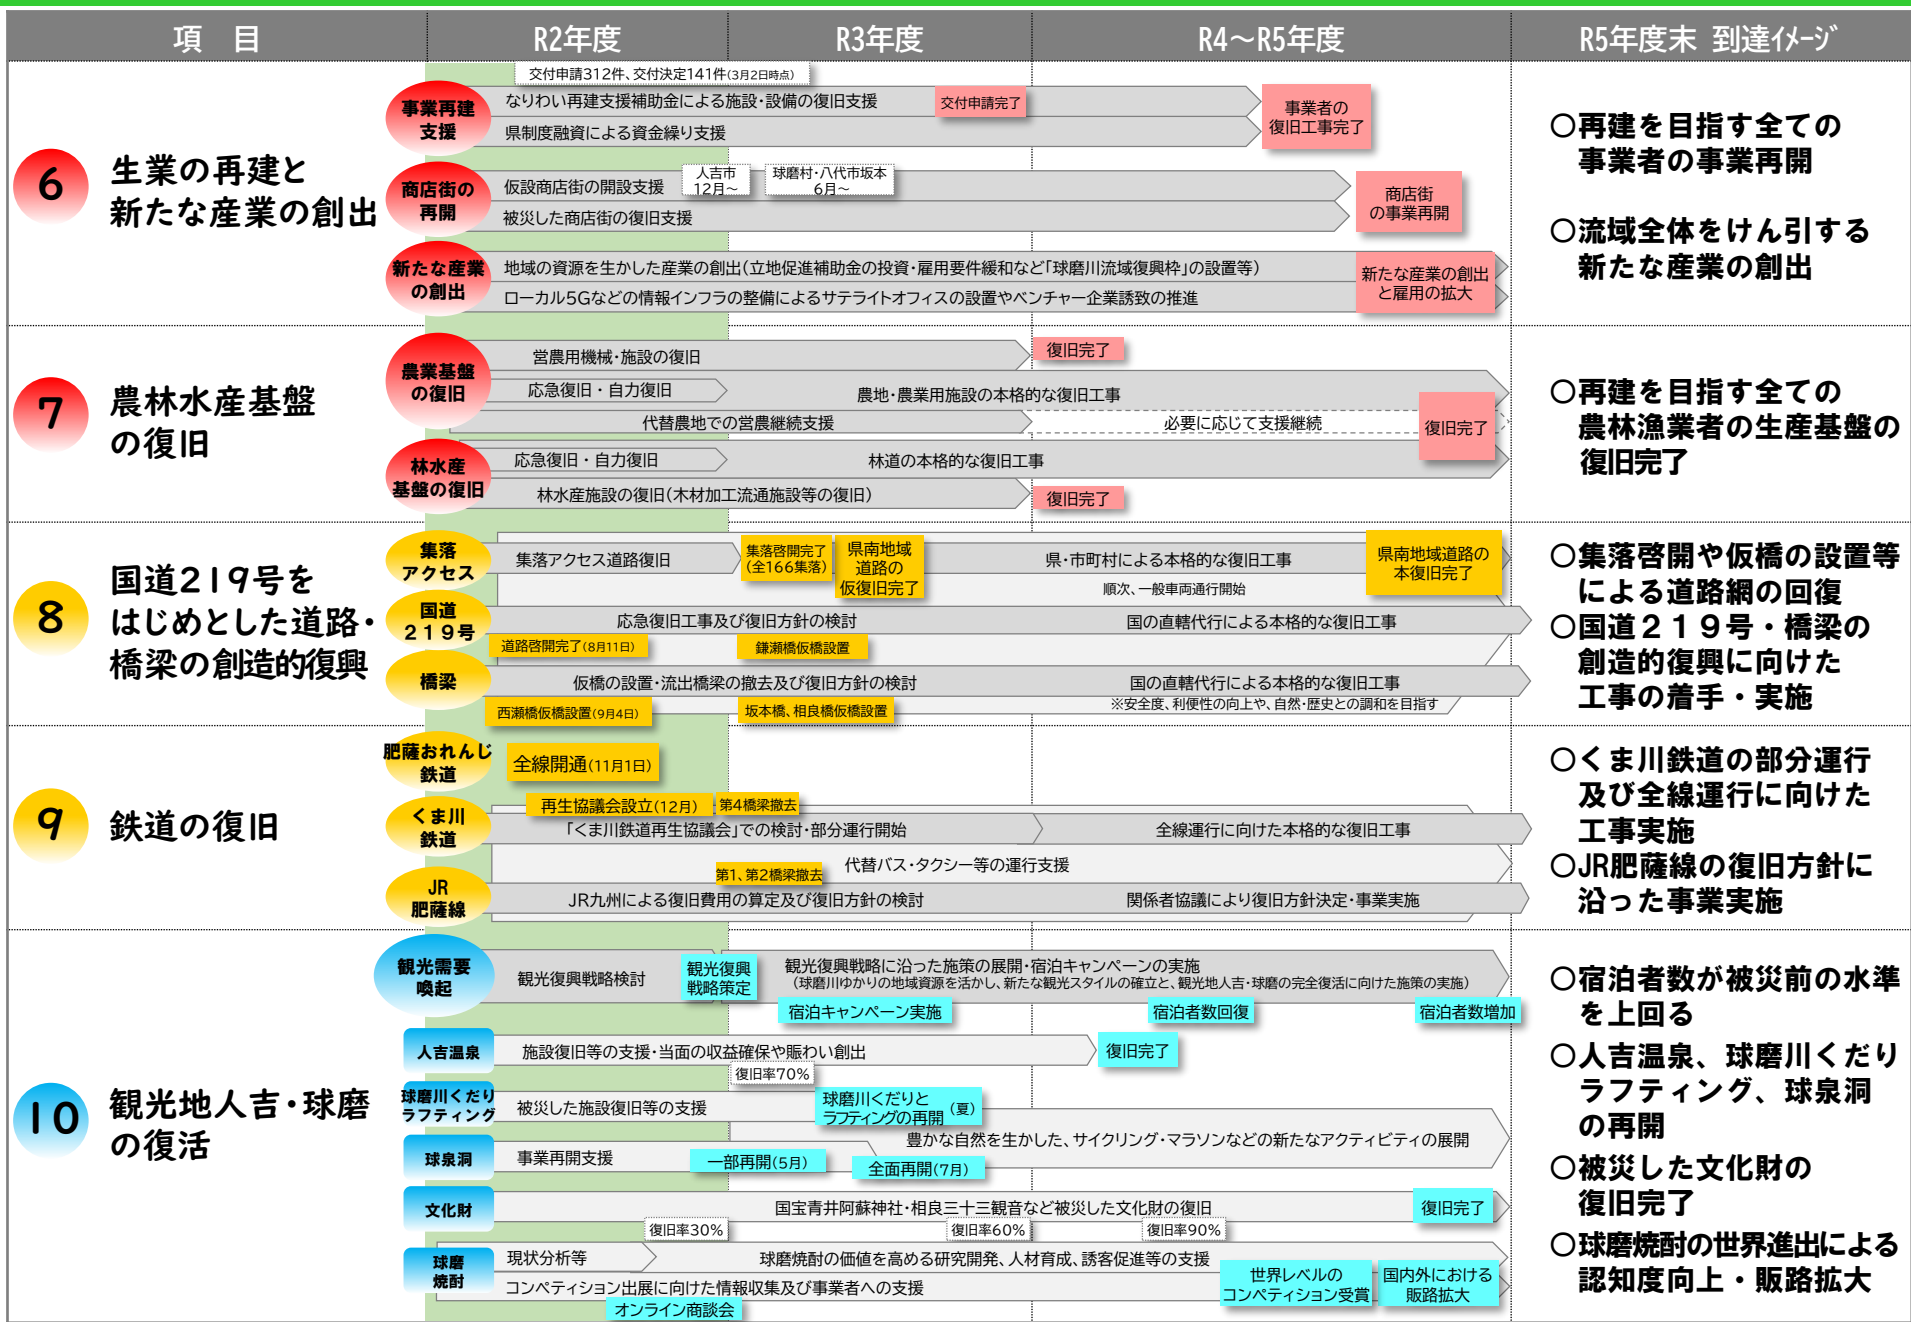 項　目
R2年度
R3年度
R4～R5年度
R5年度末 到達ｲﾒｰｼﾞ
6
生業の再建と
新たな産業の創出
事業再建
支援
交付申請312件、交付決定141件(3月2日時点)
なりわい再建支援補助金による施設・設備の復旧支援
交付申請完了
県制度融資による資金繰り支援
事業者の
復旧工事完了
商店街の
再開
仮設商店街の開設支援
人吉市
12月～
球磨村・八代市坂本
6月～
被災した商店街の復旧支援
商店街
の事業再開
新たな産業
の創出
地域の資源を生かした産業の創出(立地促進補助金の投資・雇用要件緩和など「球磨川流域復興枠」の設置等)
ローカル5Gなどの情報インフラの整備によるサテライトオフィスの設置やベンチャー企業誘致の推進
新たな産業の創出
と雇用の拡大
○再建を目指す全ての
事業者の事業再開
○流域全体をけん引する
新たな産業の創出
7
農林水産基盤
の復旧
農業基盤
の復旧
営農用機械・施設の復旧
復旧完了
応急復旧・自力復旧
農地・農業用施設の本格的な復旧工事
代替農地での営農継続支援
必要に応じて支援継続
復旧完了
林水産
基盤の復旧
応急復旧・自力復旧
林道の本格的な復旧工事
林水産施設の復旧(木材加工流通施設等の復旧)
復旧完了
○再建を目指す全ての
農林漁業者の生産基盤の
復旧完了
8
国道219号を
はじめとした道路・
橋梁の創造的復興
集落
アクセス
集落アクセス道路復旧
集落啓開完了
(全166集落)
県南地域
道路の
仮復旧完了
県・市町村による本格的な復旧工事
順次、一般車両通行開始
県南地域道路の
本復旧完了
国道
２１９号
応急復旧工事及び復旧方針の検討
国の直轄代行による本格的な復旧工事
道路啓開完了(8月11日)
鎌瀬橋仮橋設置
橋梁
仮橋の設置・流出橋梁の撤去及び復旧方針の検討
国の直轄代行による本格的な復旧工事
西瀬橋仮橋設置(9月4日)
坂本橋、相良橋仮橋設置
※安全度、利便性の向上や、自然・歴史との調和を目指す
○集落啓開や仮橋の設置等
による道路網の回復
○国道２１９号・橋梁の
創造的復興に向けた
工事の着手・実施
9
鉄道の復旧
肥薩おれんじ
鉄道
全線開通(11月1日)
くま川
鉄道
再生協議会設立(12月)
第4橋梁撤去
「くま川鉄道再生協議会」での検討・部分運行開始
全線運行に向けた本格的な復旧工事
代替バス・タクシー等の運行支援
第1、第2橋梁撤去
JR
肥薩線
JR九州による復旧費用の算定及び復旧方針の検討
関係者協議により復旧方針決定・事業実施
○くま川鉄道の部分運行
及び全線運行に向けた
工事実施
○JR肥薩線の復旧方針に
沿った事業実施
10
観光地人吉・球磨
の復活
観光需要
喚起
観光復興戦略検討
観光復興
戦略策定
観光復興戦略に沿った施策の展開・宿泊キャンペーンの実施
(球磨川ゆかりの地域資源を活かし、新たな観光スタイルの確立と、観光地人吉・球磨の完全復活に向けた施策の実施)
宿泊キャンペーン実施
宿泊者数回復
宿泊者数増加
人吉温泉
施設復旧等の支援・当面の収益確保や賑わい創出
復旧完了
復旧率70%
球磨川くだり
ラフティング
被災した施設復旧等の支援
球磨川くだりと
ラフティングの再開
(夏)
豊かな自然を生かした、サイクリング・マラソンなどの新たなアクティビティの展開
球泉洞
事業再開支援
一部再開(5月)
全面再開(7月)
文化財
国宝青井阿蘇神社・相良三十三観音など被災した文化財の復旧
復旧完了
復旧率30%
復旧率60%
復旧率90%
球磨
焼酎
現状分析等
球磨焼酎の価値を高める研究開発、人材育成、誘客促進等の支援
コンペティション出展に向けた情報収集及び事業者への支援
オンライン商談会
世界レベルの
コンペティション受賞
国内外における
販路拡大
○宿泊者数が被災前の水準
を上回る
○人吉温泉、球磨川くだり
ラフティング、球泉洞
の再開
○被災した文化財の
復旧完了
○球磨焼酎の世界進出による
認知度向上・販路拡大